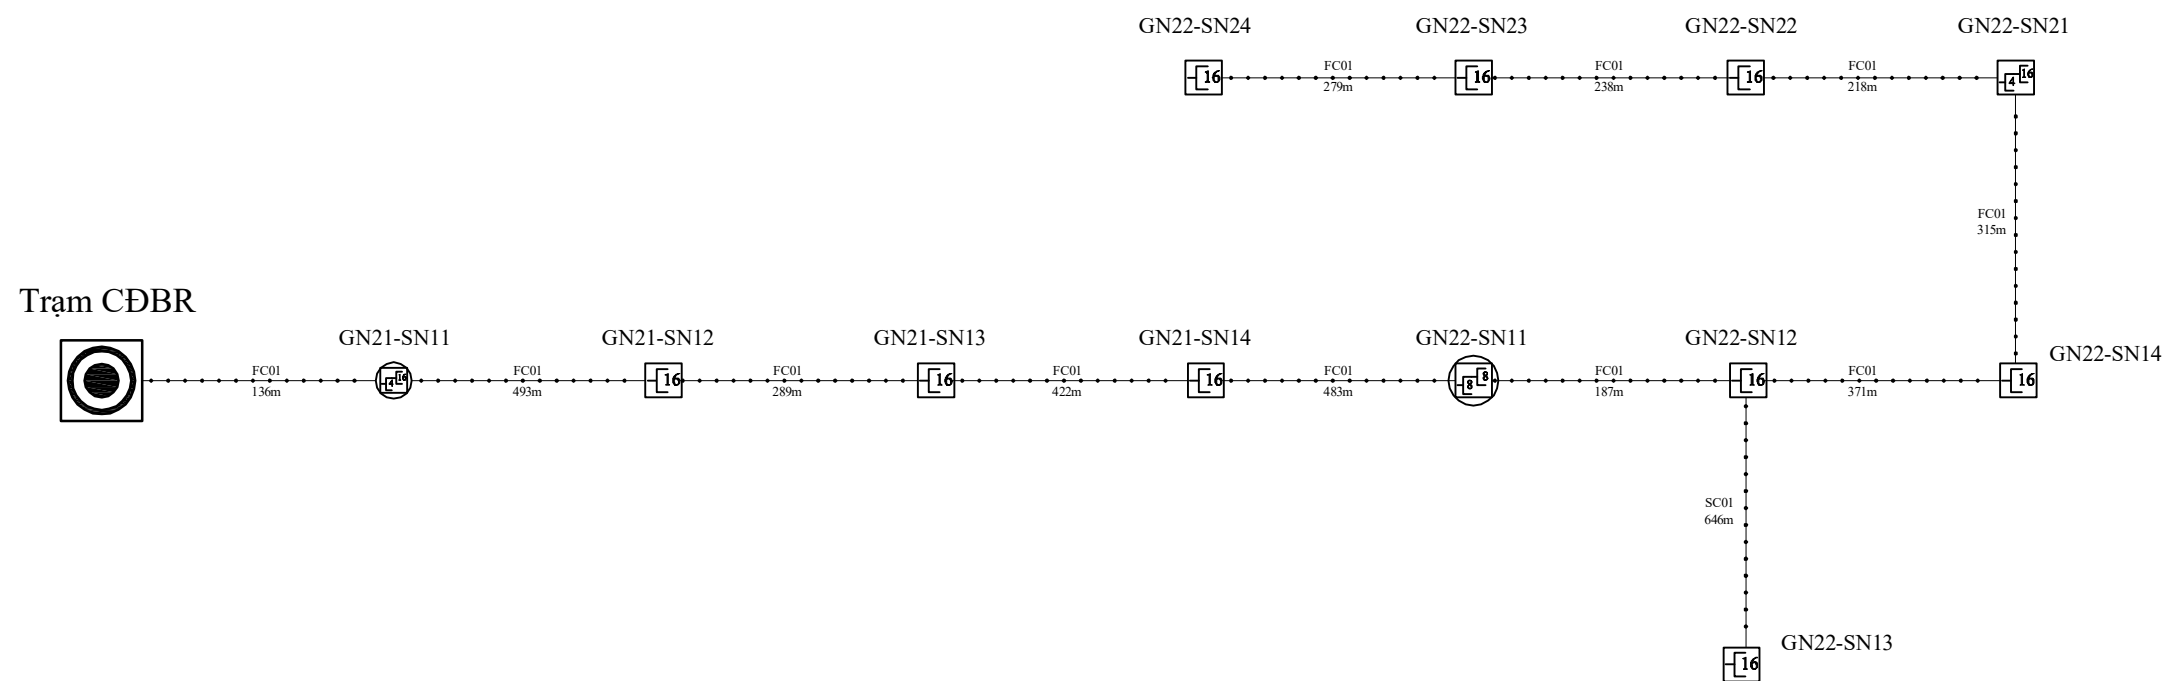 GN22-SN24
GN22-SN23
GN22-SN22
GN22-SN21
16
FC01
279m
16
FC01
238m
16
FC01
218m
4
16
FC01
315m
Trạm CĐBR
GN21-SN11
GN21-SN12
GN21-SN13
GN21-SN14
GN22-SN11
GN22-SN12
GN22-SN14
FC01
136m
4
16
FC01
493m
16
FC01
289m
16
FC01
422m
16
FC01
483m
8
8
FC01
187m
16
FC01
371m
16
SC01
646m
GN22-SN13
16